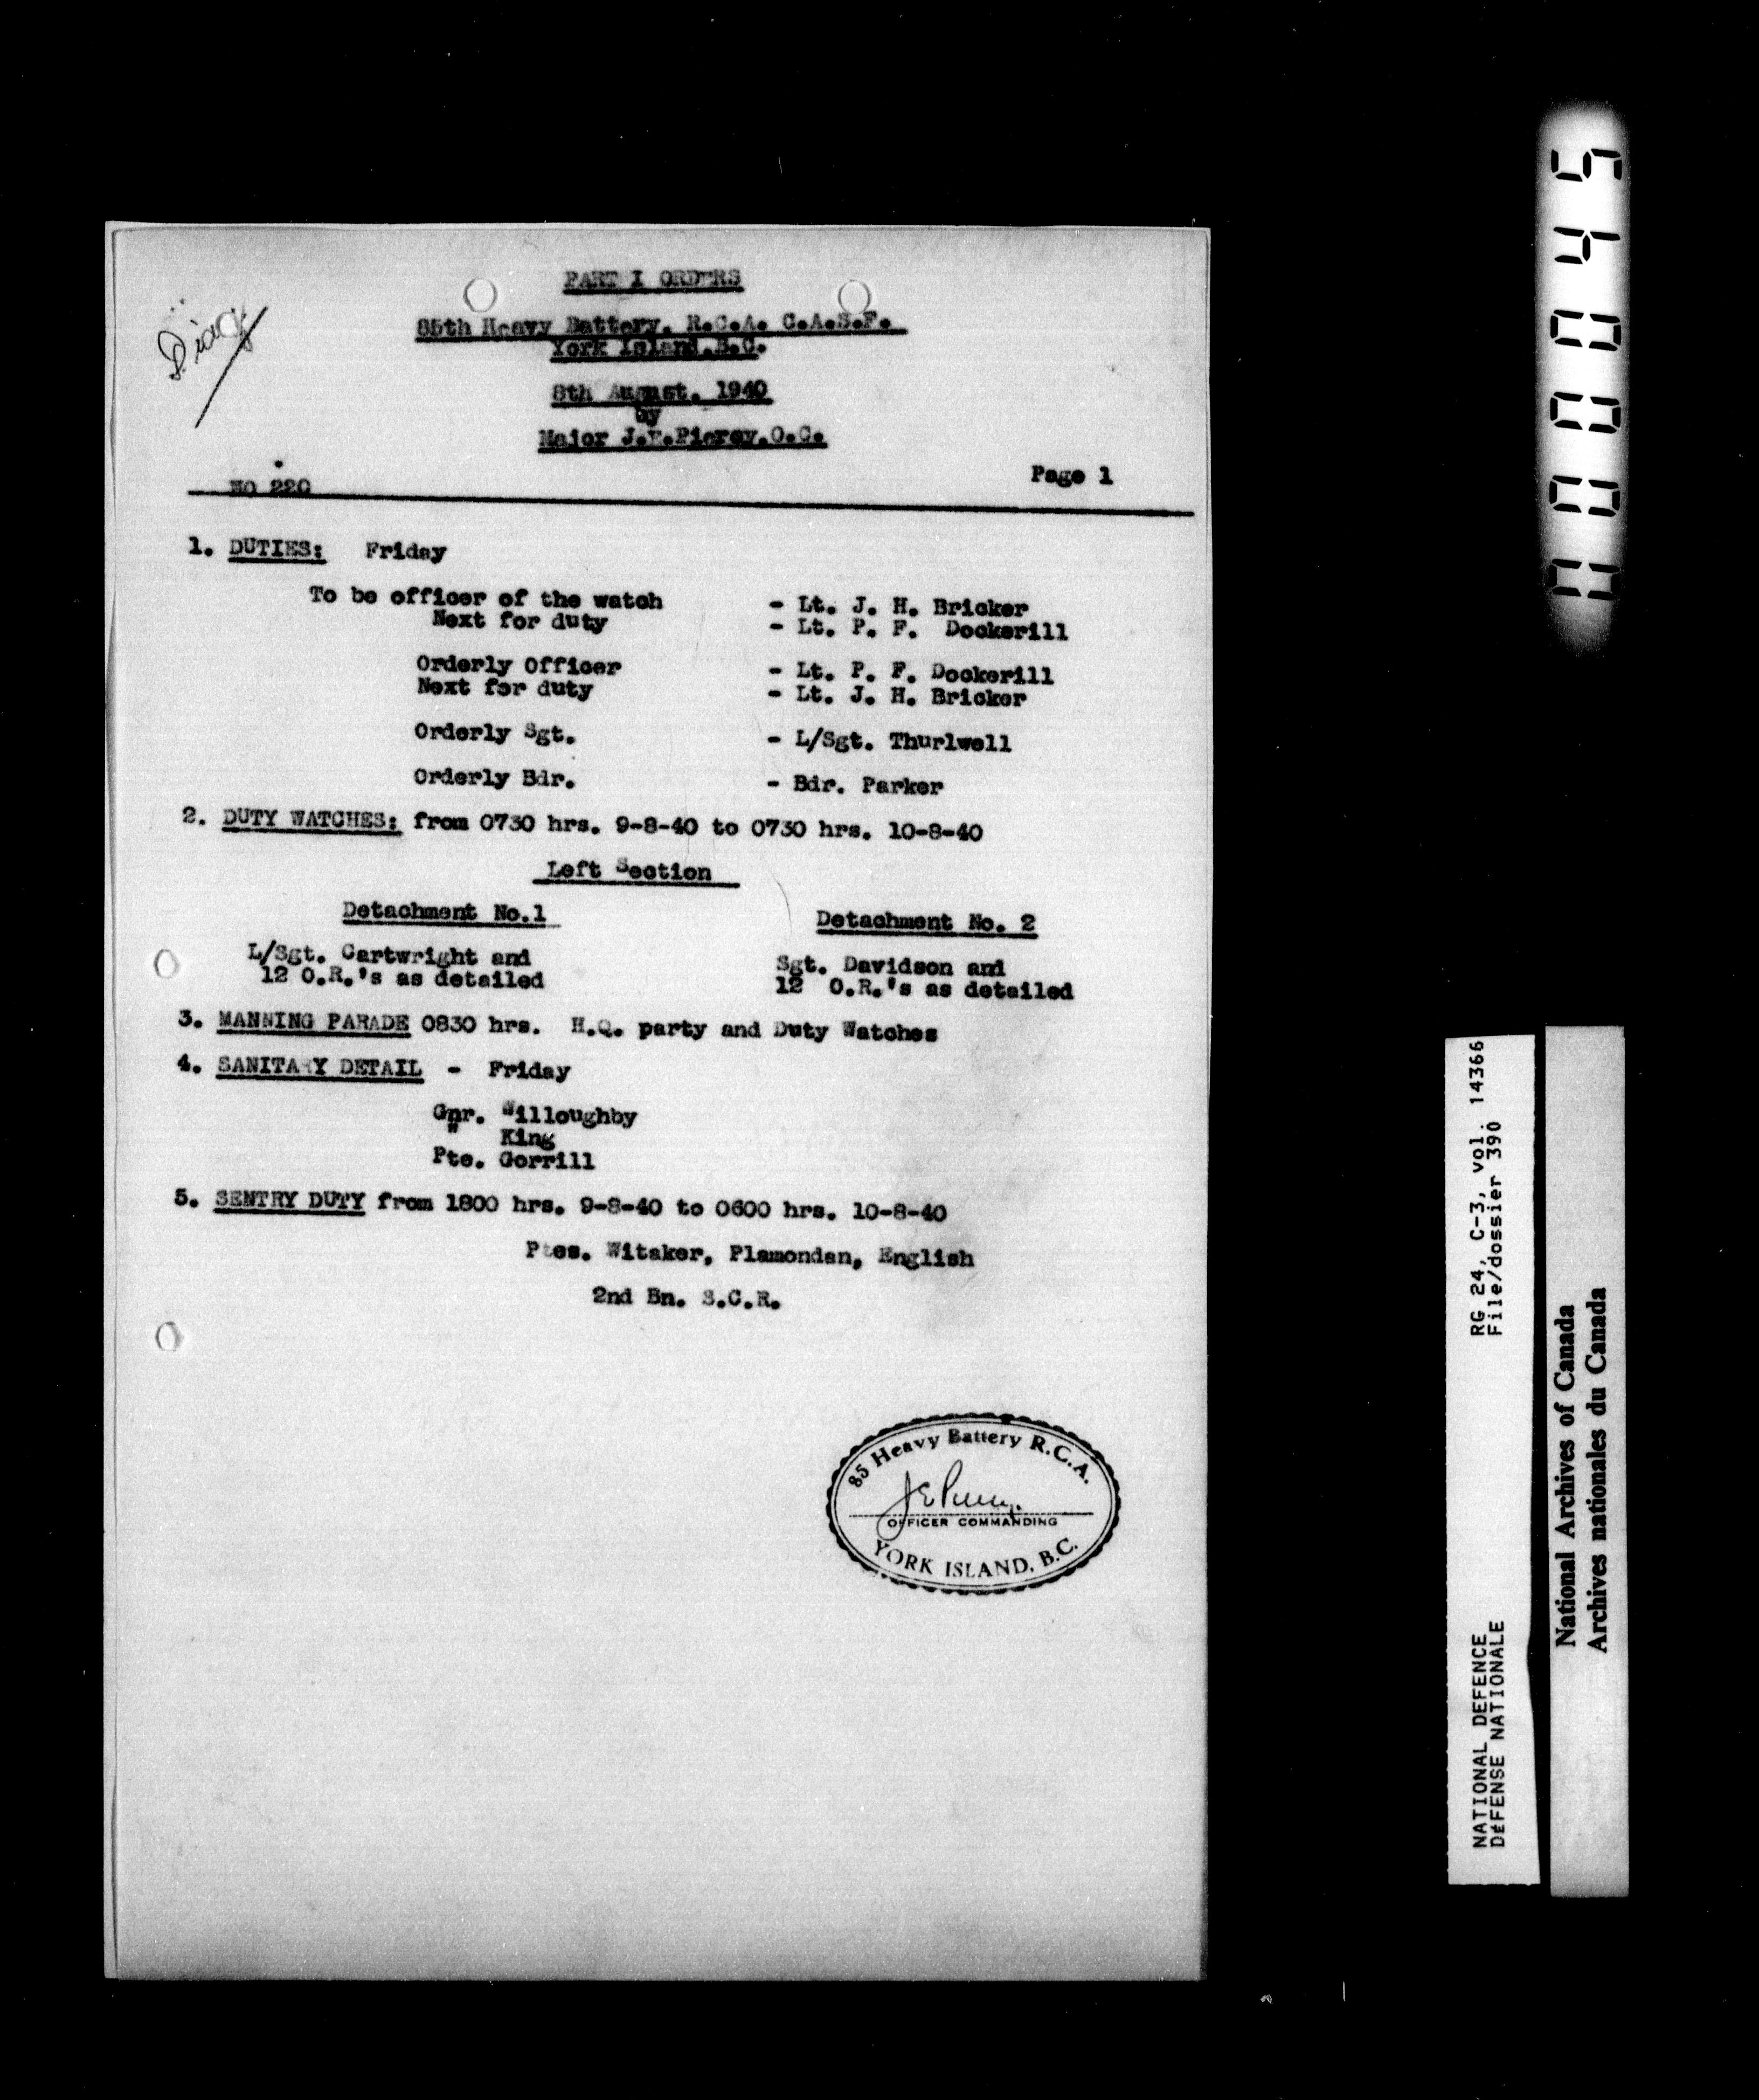 Diary
PART I ORDERS
85th Heavy Battery. R.C.A. C.A.S.F.
York Island.B.C.
8th August. 1940
by
Major J.E.Piercy.O.C.
NO 220
Page 1
1. DUTIES: Friday
To be officer of the watch - Lt. J. H. Bricker
Next for duty - Lt. P. F. Dockerill
Orderly Officer - Lt. P. F. Dockerill
Next for duty - Lt. J. H. Bricker
Orderly Sgt. - L/Sgt. Thurlwell
Orderly Bdr. - Bdr. Parker
2. DUTY WATCHES: from 0730 hrs. 9-8-40 to 0730 hrs. 10-8-40
Left Section
Detachment No.1
L/Sgt. Cartwright and
12 O.R.'s as detailed
Detachment No. 2
Sgt. Davidson and
12 O.R.'s as detailed
3. MANNING PARADE 0830 hrs. H.Q. party and Duty Watches
4. SANITARY DETAIL - Friday
Gnr. Willoughby
" King
Pte. Gorrill
5. SENTRY DUTY from 1800 hrs. 9-8-40 to 0600 hrs. 10-8-40
Ptes. Witaker, Plamondan, English
2nd Bn. S.C.R.
85 Heavy Battery R.C.A.
JEPiercy.
OFFICER COMMANDING
YORK ISLAND, B.C.
000045
RG 24, C-3, vol. 14366
File/dossier 390
NATIONAL DEFENCE
DÉFENSE NATIONALE
National Archives of Canada
Archives nationales du Canada